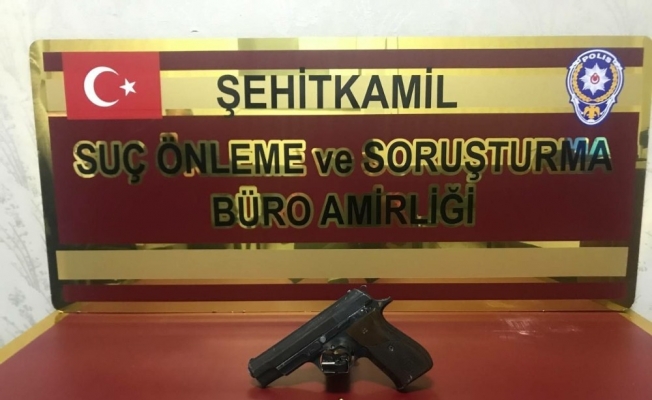 POLİS
ŞEHİTKAMİL
SUÇ ÖNLEME ve SORUŞTURMA
BÜRO AMİRLİĞİ